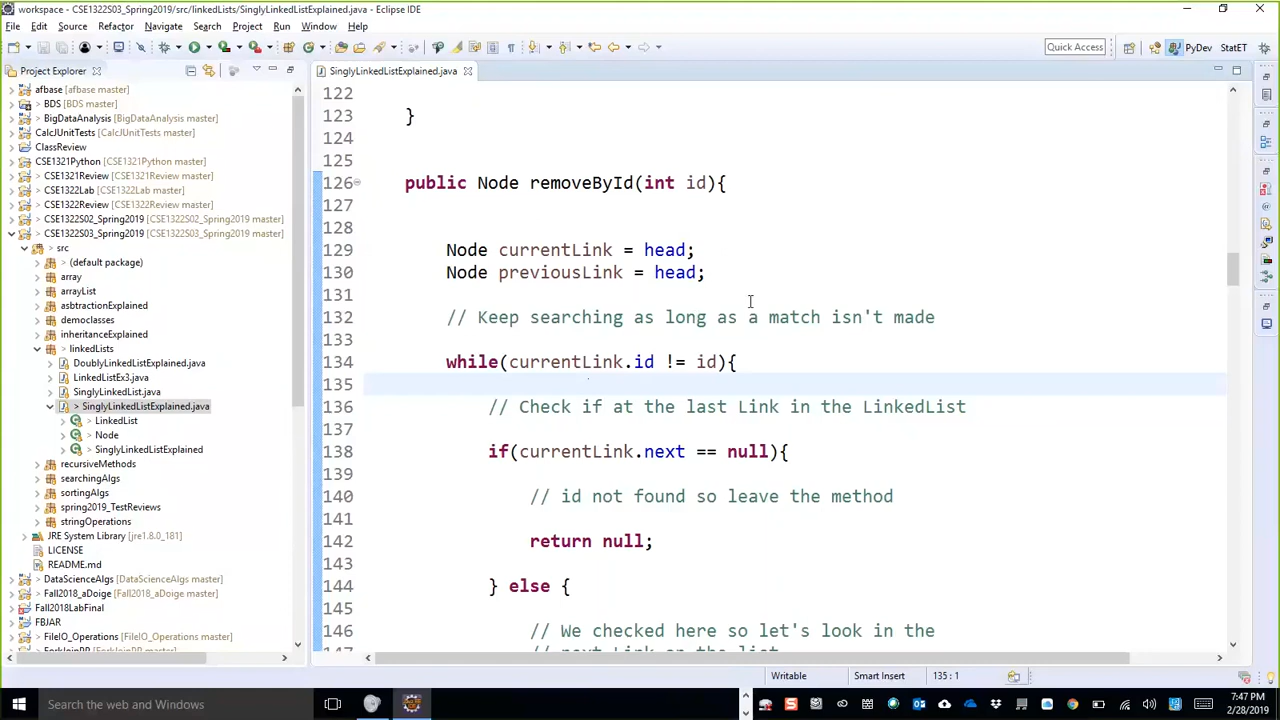 workspace - CSE1322S03_Spring2019/src/linkedLists/SinglyLinkedListExplained.java - Eclipse IDE
File Edit Source Refactor Navigate Search Project Run Window Help
Quick Access
PyDev
StatET
Project Explorer
SinglyLinkedListExplained.java
afbase (afbase master)
> BDS (BDS master)
> BigDataAnalysis (BigDataAnalysis master)
CalcJUnitTests (CalcJUnitTests master)
ClassReview
CSE1321Python (CSE1321Python master)
> CSE1321Review (CSE1321Review master)
> CSE1322Lab (CSE1322Lab master)
> CSE1322Review (CSE1322Review master)
> CSE1322S02_Spring2019 (CSE1322S02_Spring2019 master)
> CSE1322S03_Spring2019 (CSE1322S03_Spring2019 master)
> src
> (default package)
> array
> arrayList
> asbtractionExplained
> democlasses
> inheritanceExplained
> linkedLists
> DoublyLinkedListExplained.java
> LinkedListEx3.java
> SinglyLinkedList.java
> SinglyLinkedListExplained.java
> LinkedList
> Node
> SinglyLinkedListExplained
> recursiveMethods
> searchingAlgs
> sortingAlgs
> spring2019_TestReviews
> stringOperations
JRE System Library [jre1.8.0_181]
LICENSE
README.md
> DataScienceAlgs (DataScienceAlgs master)
> Fall2018_aDoige (Fall2018_aDoige master)
Fall2018LabFinal
FBJAR
> FileIO_Operations (FileIO_Operations master)
122
123 }
124
125
126 public Node removeById(int id){
127
128
129 Node currentLink = head;
130 Node previousLink = head;
131
132 // Keep searching as long as a match isn't made
133
134 while(currentLink.id != id){
135
136 // Check if at the last Link in the LinkedList
137
138 if(currentLink.next == null){
139
140 // id not found so leave the method
141
142 return null;
143
144 } else {
145
146 // We checked here so let's look in the
147 // next Link on the list
Writable
Smart Insert
135 : 1
Search the web and Windows
7:47 PM
2/28/2019